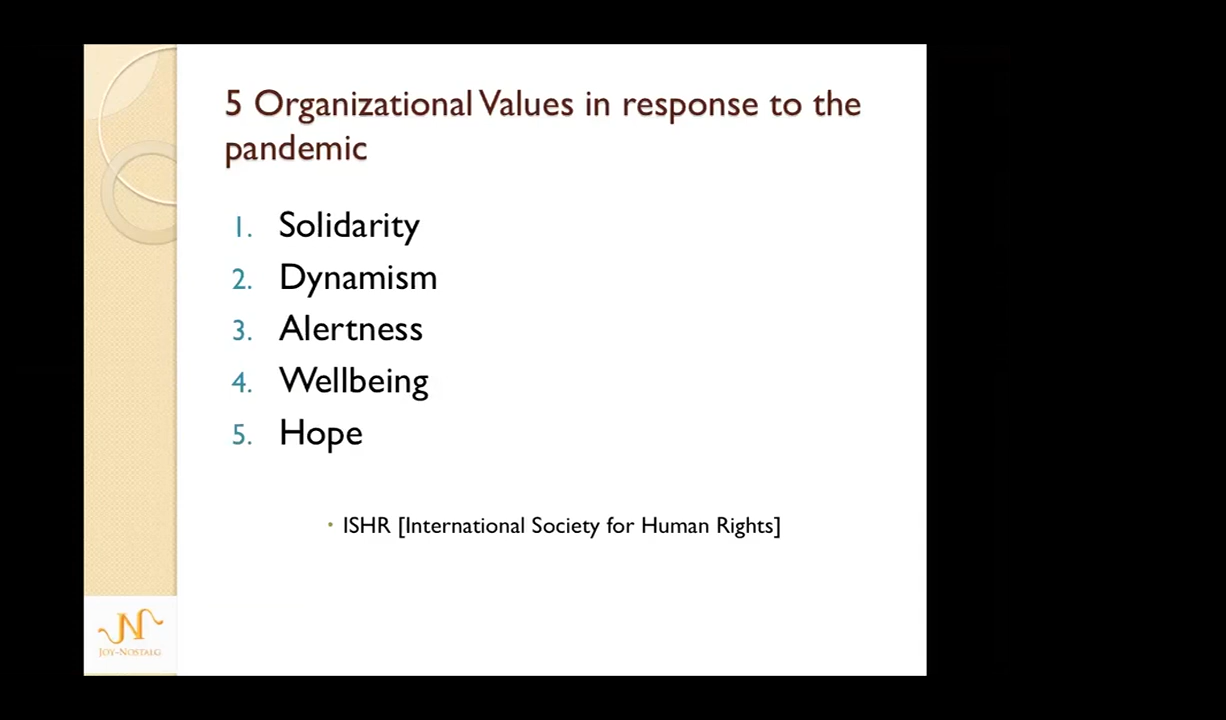 5 Organizational Values in response to the
pandemic
1. Solidarity
2. Dynamism
3. Alertness
4. Wellbeing
5. Hope
• ISHR [International Society for Human Rights]
N
JOY-NOSTALG